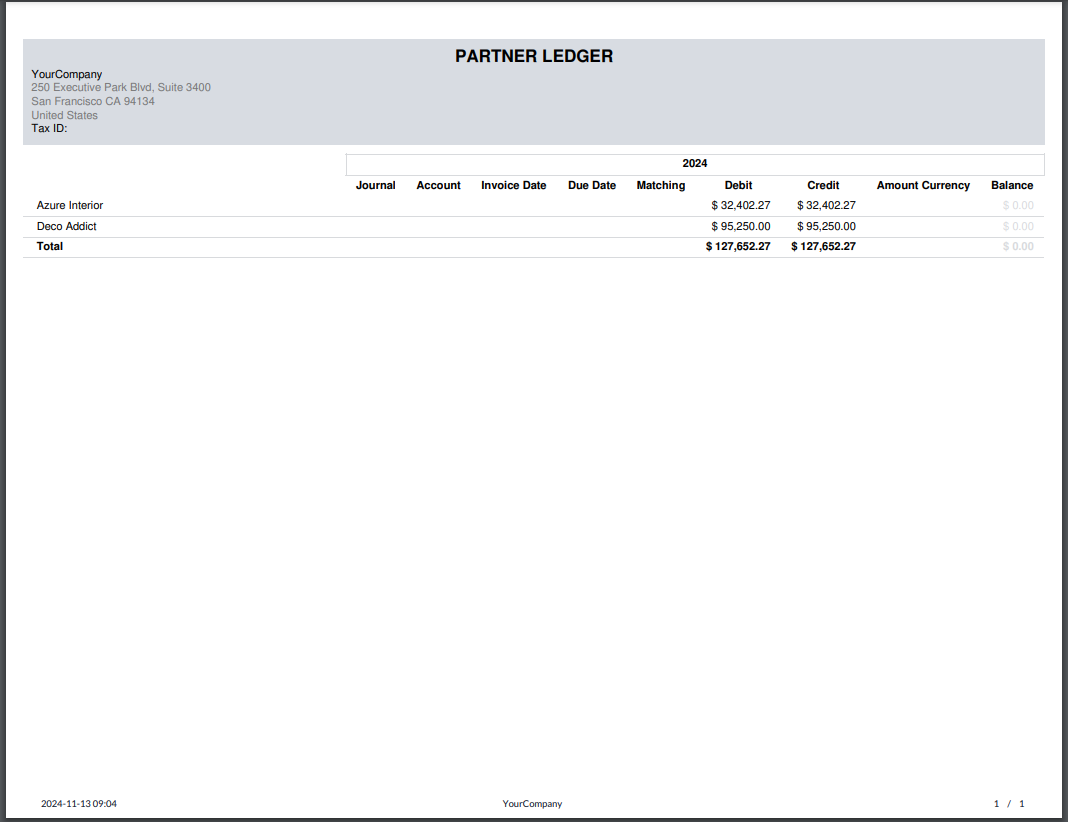 PARTNER LEDGER
YourCompany
250 Executive Park Blvd, Suite 3400
San Francisco CA 94134
United States
Tax ID:
2024
Journal Account Invoice Date Due Date Matching Debit Credit Amount Currency Balance
Azure Interior $ 32,402.27 $ 32,402.27 $ 0.00
Deco Addict $ 95,250.00 $ 95,250.00 $ 0.00
Total $ 127,652.27 $ 127,652.27 $ 0.00
2024-11-13 09:04 YourCompany 1 / 1